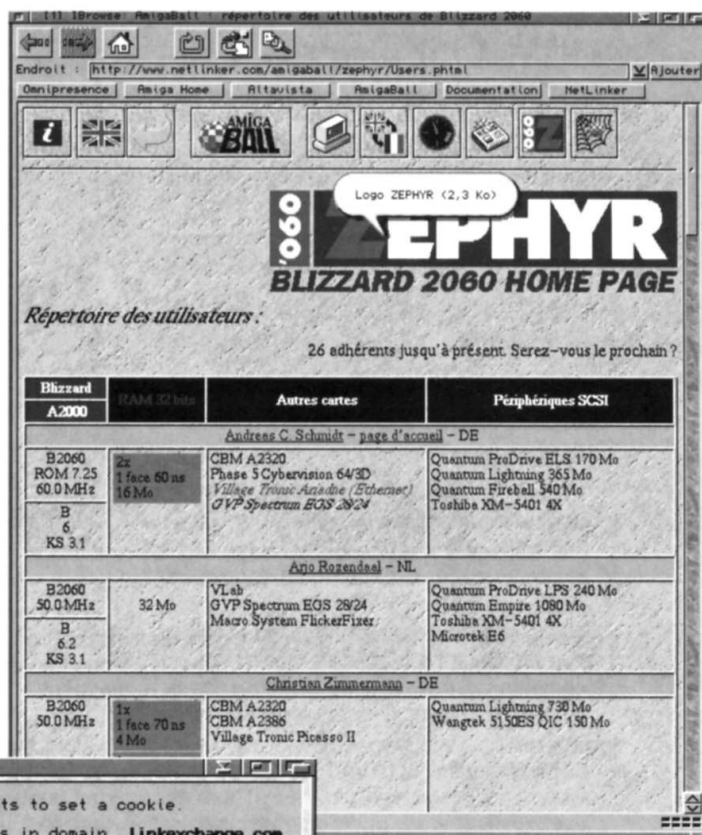 [1] IBrowse: AmigaBall : répertoire des utilisateurs de Blizzard 2060
Endroit : http://www.netlinker.com/amigaball/zephyr/Users.phtml Ajouter
Omnipresence Amiga Home Altavista AmigaBall Documentation NetLinker
i AMIGA BALL 060 Z
Logo ZEPHYR (2,3 Ko)
'060 ZEPHYR
BLIZZARD 2060 HOME PAGE
Répertoire des utilisateurs :
26 adhérents jusqu'à présent. Serez-vous le prochain ?
Blizzard
A2000
RAM 32 bits
Autres cartes
Périphériques SCSI
Andreas C. Schmidt - page d'accueil - DE
B2060
ROM 7.25
60.0 MHz
B
6.
KS 3.1
2x
1 face 60 ns
16 Mo
CBM A2320
Phase 5 Cybervision 64/3D
Village Tronic Ariadne (Ethernet)
GVP Spectrum EGS 28/24
Quantum ProDrive ELS 170 Mo
Quantum Lightning 365 Mo
Quantum Fireball 540 Mo
Toshiba XM-5401 4X
Arjo Rozendaal - NL
B2060
50.0 MHz
B
6.2
KS 3.1
32 Mo
VLab
GVP Spectrum EGS 28/24
Macro System FlickerFixer
Quantum ProDrive LPS 240 Mo
Quantum Empire 1080 Mo
Toshiba XM-5401 4X
Microtek E6
Christian Zimmermann - DE
B2060
50.0 MHz
1x
1 face 70 ns
4 Mo
CBM A2320
CBM A2386
Village Tronic Picasso II
Quantum Lightning 730 Mo
Wangtek 5150ES QIC 150 Mo
ts to set a cookie.
s in domain linkexchange.com